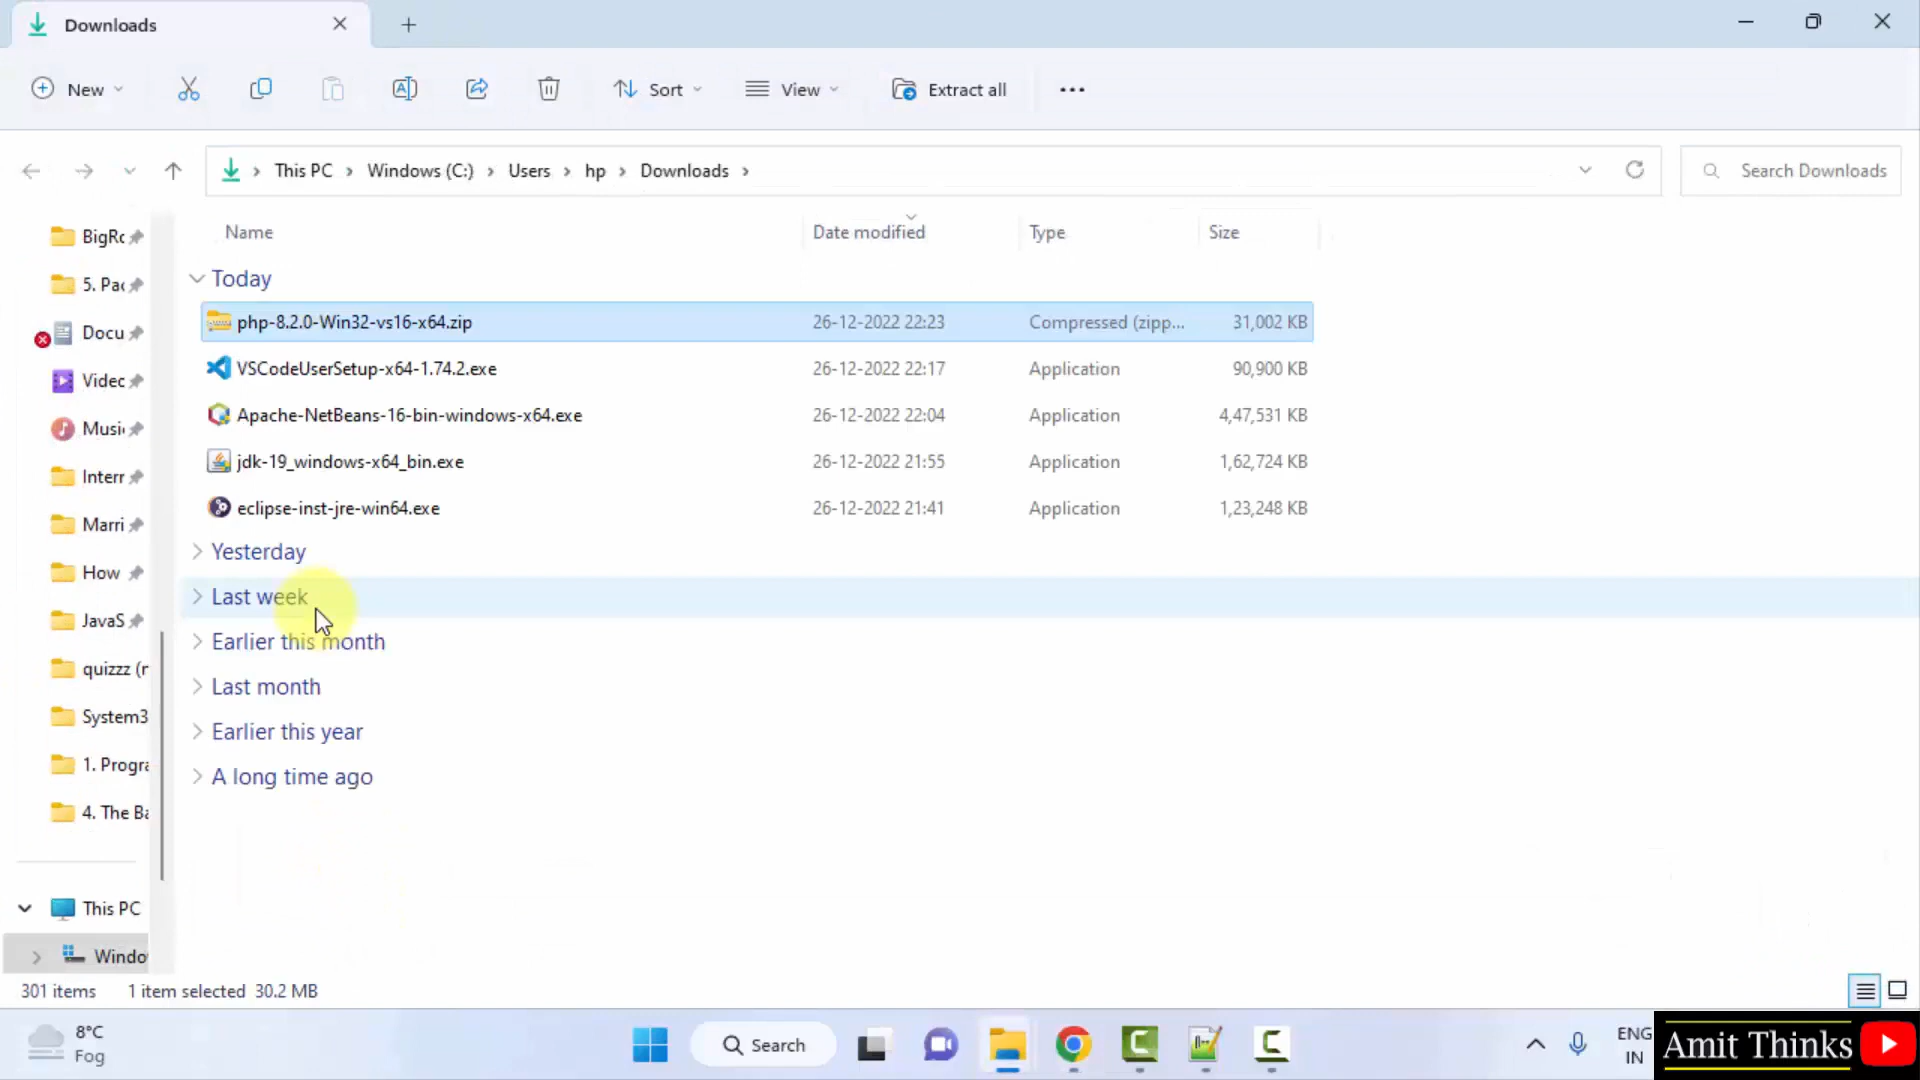 Downloads
New
Sort
View
Extract all
This PC
Windows (C:)
Users
hp
Downloads
Search Downloads
Name
Date modified
Type
Size
Today
php-8.2.0-Win32-vs16-x64.zip 26-12-2022 22:23 Compressed (zipp... 31,002 KB
VSCodeUserSetup-x64-1.74.2.exe 26-12-2022 22:17 Application 90,900 KB
Apache-NetBeans-16-bin-windows-x64.exe 26-12-2022 22:04 Application 4,47,531 KB
jdk-19_windows-x64_bin.exe 26-12-2022 21:55 Application 1,62,724 KB
eclipse-inst-jre-win64.exe 26-12-2022 21:41 Application 1,23,248 KB
Yesterday
Last week
Earlier this month
Last month
Earlier this year
A long time ago
BigRo
5. Pac
Docu
Videc
Musi
Intern
Marri
How
JavaS
quizzz (r
System3
1. Progra
4. The Ba
This PC
Windo
301 items 1 item selected 30.2 MB
8°C
Fog
Search
ENG
IN
Amit Thinks